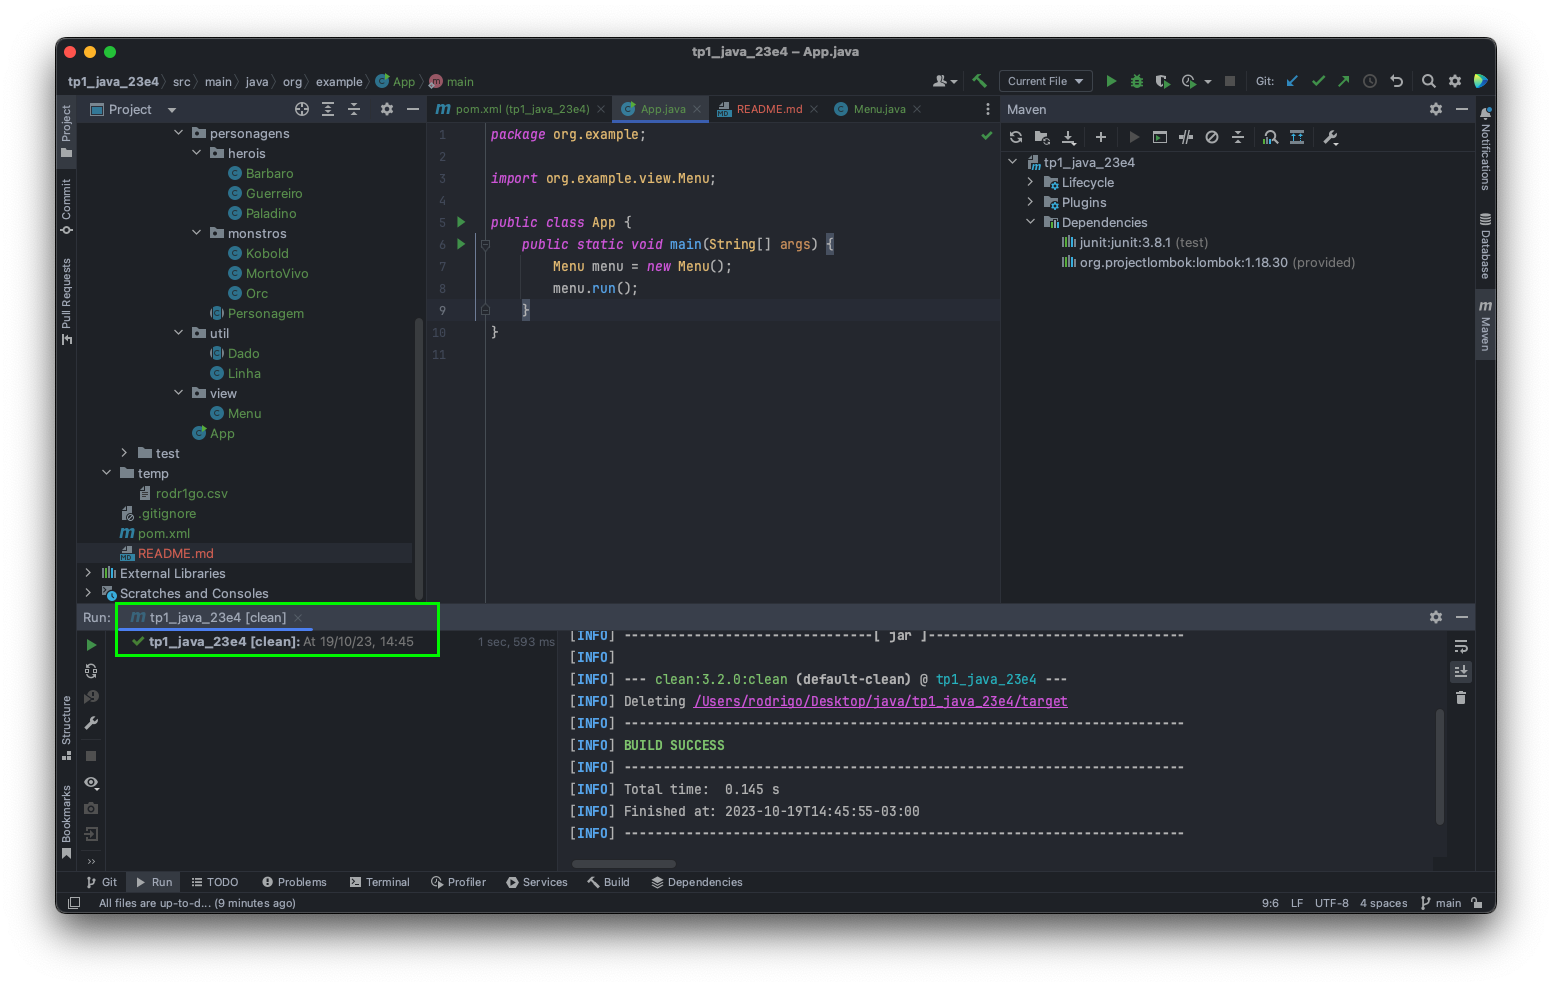 tp1_java_23e4 – App.java
tp1_java_23e4 src main java org example App main
Current File Git:
Project
pom.xml (tp1_java_23e4) App.java README.md Menu.java
Maven
Project
Commit
Pull Requests
Structure
Bookmarks
personagens
herois
Barbaro
Guerreiro
Paladino
monstros
Kobold
MortoVivo
Orc
Personagem
util
Dado
Linha
view
Menu
App
test
temp
rodr1go.csv
.gitignore
pom.xml
README.md
External Libraries
Scratches and Consoles
1 package org.example;
2
3 import org.example.view.Menu;
4
5 public class App {
6 public static void main(String[] args) {
7 Menu menu = new Menu();
8 menu.run();
9 }
10 }
11
tp1_java_23e4
Lifecycle
Plugins
Dependencies
junit:junit:3.8.1 (test)
org.projectlombok:lombok:1.18.30 (provided)
Notifications
Database
Maven
Run: tp1_java_23e4 [clean]
tp1_java_23e4 [clean]: At 19/10/23, 14:45 1 sec, 593 ms
[INFO] --------------------------------[ jar ]---------------------------------
[INFO]
[INFO] --- clean:3.2.0:clean (default-clean) @ tp1_java_23e4 ---
[INFO] Deleting /Users/rodrigo/Desktop/java/tp1_java_23e4/target
[INFO] ------------------------------------------------------------------------
[INFO] BUILD SUCCESS
[INFO] ------------------------------------------------------------------------
[INFO] Total time:  0.145 s
[INFO] Finished at: 2023-10-19T14:45:55-03:00
[INFO] ------------------------------------------------------------------------
Git Run TODO Problems Terminal Profiler Services Build Dependencies
All files are up-to-d... (9 minutes ago) 9:6 LF UTF-8 4 spaces main